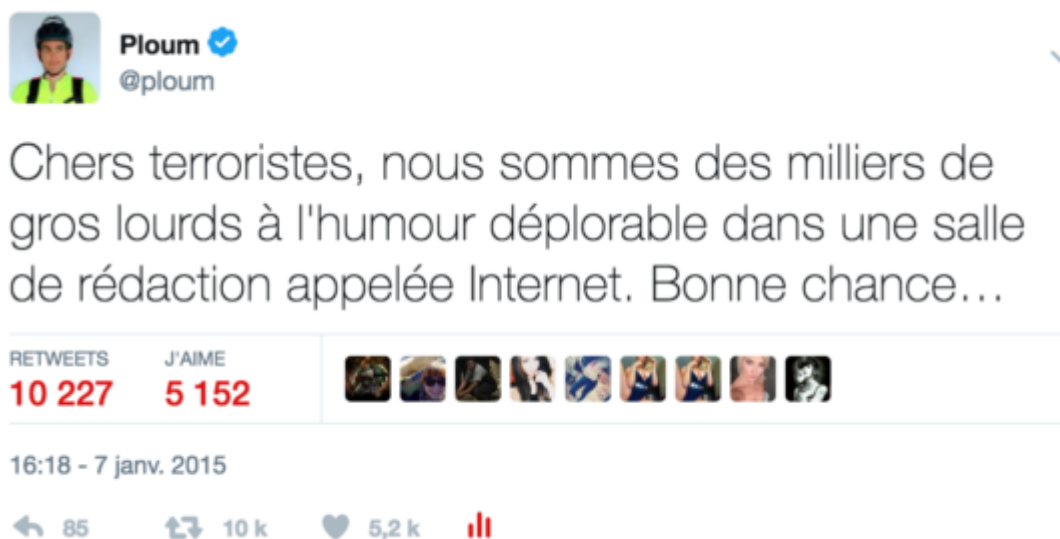 Ploum
@ploum
Chers terroristes, nous sommes des milliers de
gros lourds à l'humour déplorable dans une salle
de rédaction appelée Internet. Bonne chance…
RETWEETS J'AIME
10 227 5 152
16:18 - 7 janv. 2015
85 10 k 5,2 k